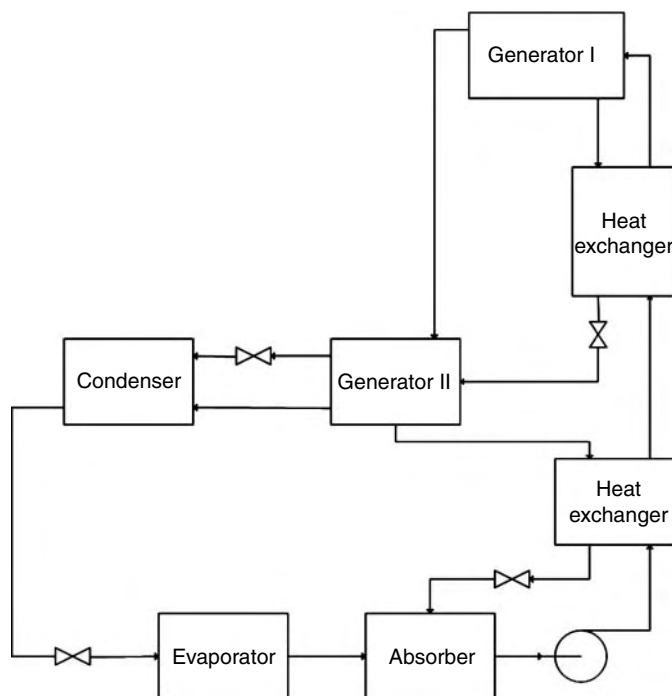 Generator I
Heat
exchanger
Condenser
Generator II
Heat
exchanger
Evaporator
Absorber